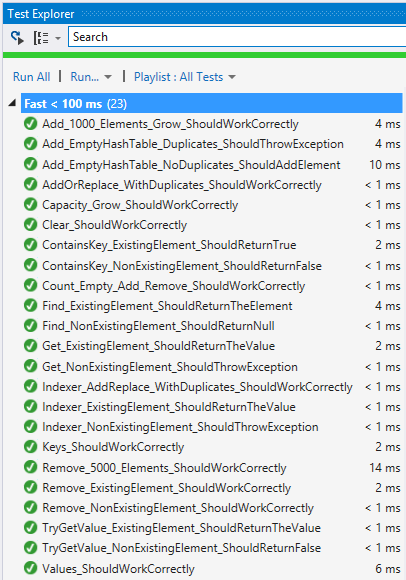 Test Explorer
Search
Run All | Run... | Playlist : All Tests
Fast < 100 ms (23)
Add_1000_Elements_Grow_ShouldWorkCorrectly 4 ms
Add_EmptyHashTable_Duplicates_ShouldThrowException 4 ms
Add_EmptyHashTable_NoDuplicates_ShouldAddElement 10 ms
AddOrReplace_WithDuplicates_ShouldWorkCorrectly < 1 ms
Capacity_Grow_ShouldWorkCorrectly < 1 ms
Clear_ShouldWorkCorrectly < 1 ms
ContainsKey_ExistingElement_ShouldReturnTrue 2 ms
ContainsKey_NonExistingElement_ShouldReturnFalse < 1 ms
Count_Empty_Add_Remove_ShouldWorkCorrectly < 1 ms
Find_ExistingElement_ShouldReturnTheElement 4 ms
Find_NonExistingElement_ShouldReturnNull < 1 ms
Get_ExistingElement_ShouldReturnTheValue 2 ms
Get_NonExistingElement_ShouldThrowException < 1 ms
Indexer_AddReplace_WithDuplicates_ShouldWorkCorrectly < 1 ms
Indexer_ExistingElement_ShouldReturnTheValue < 1 ms
Indexer_NonExistingElement_ShouldThrowException < 1 ms
Keys_ShouldWorkCorrectly 2 ms
Remove_5000_Elements_ShouldWorkCorrectly 14 ms
Remove_ExistingElement_ShouldWorkCorrectly 2 ms
Remove_NonExistingElement_ShouldWorkCorrectly < 1 ms
TryGetValue_ExistingElement_ShouldReturnTheValue < 1 ms
TryGetValue_NonExistingElement_ShouldReturnFalse < 1 ms
Values_ShouldWorkCorrectly 6 ms